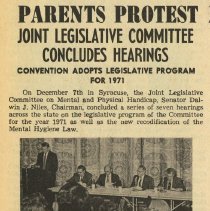 PARENTS PROTEST
JOINT LEGISLATIVE COMMITTEE
CONCLUDES HEARINGS
CONVENTION ADOPTS LEGISLATIVE PROGRAM
FOR 1971
On December 7th in Syracuse, the Joint Legislative
Committee on Mental and Physical Handicap, Senator Dal-
win J. Niles, Chairman, concluded a series of seven hearings
across the state on the legislative program of the Committee
for the year 1971 as well as the new recodification of the
Mental Hygiene Law.